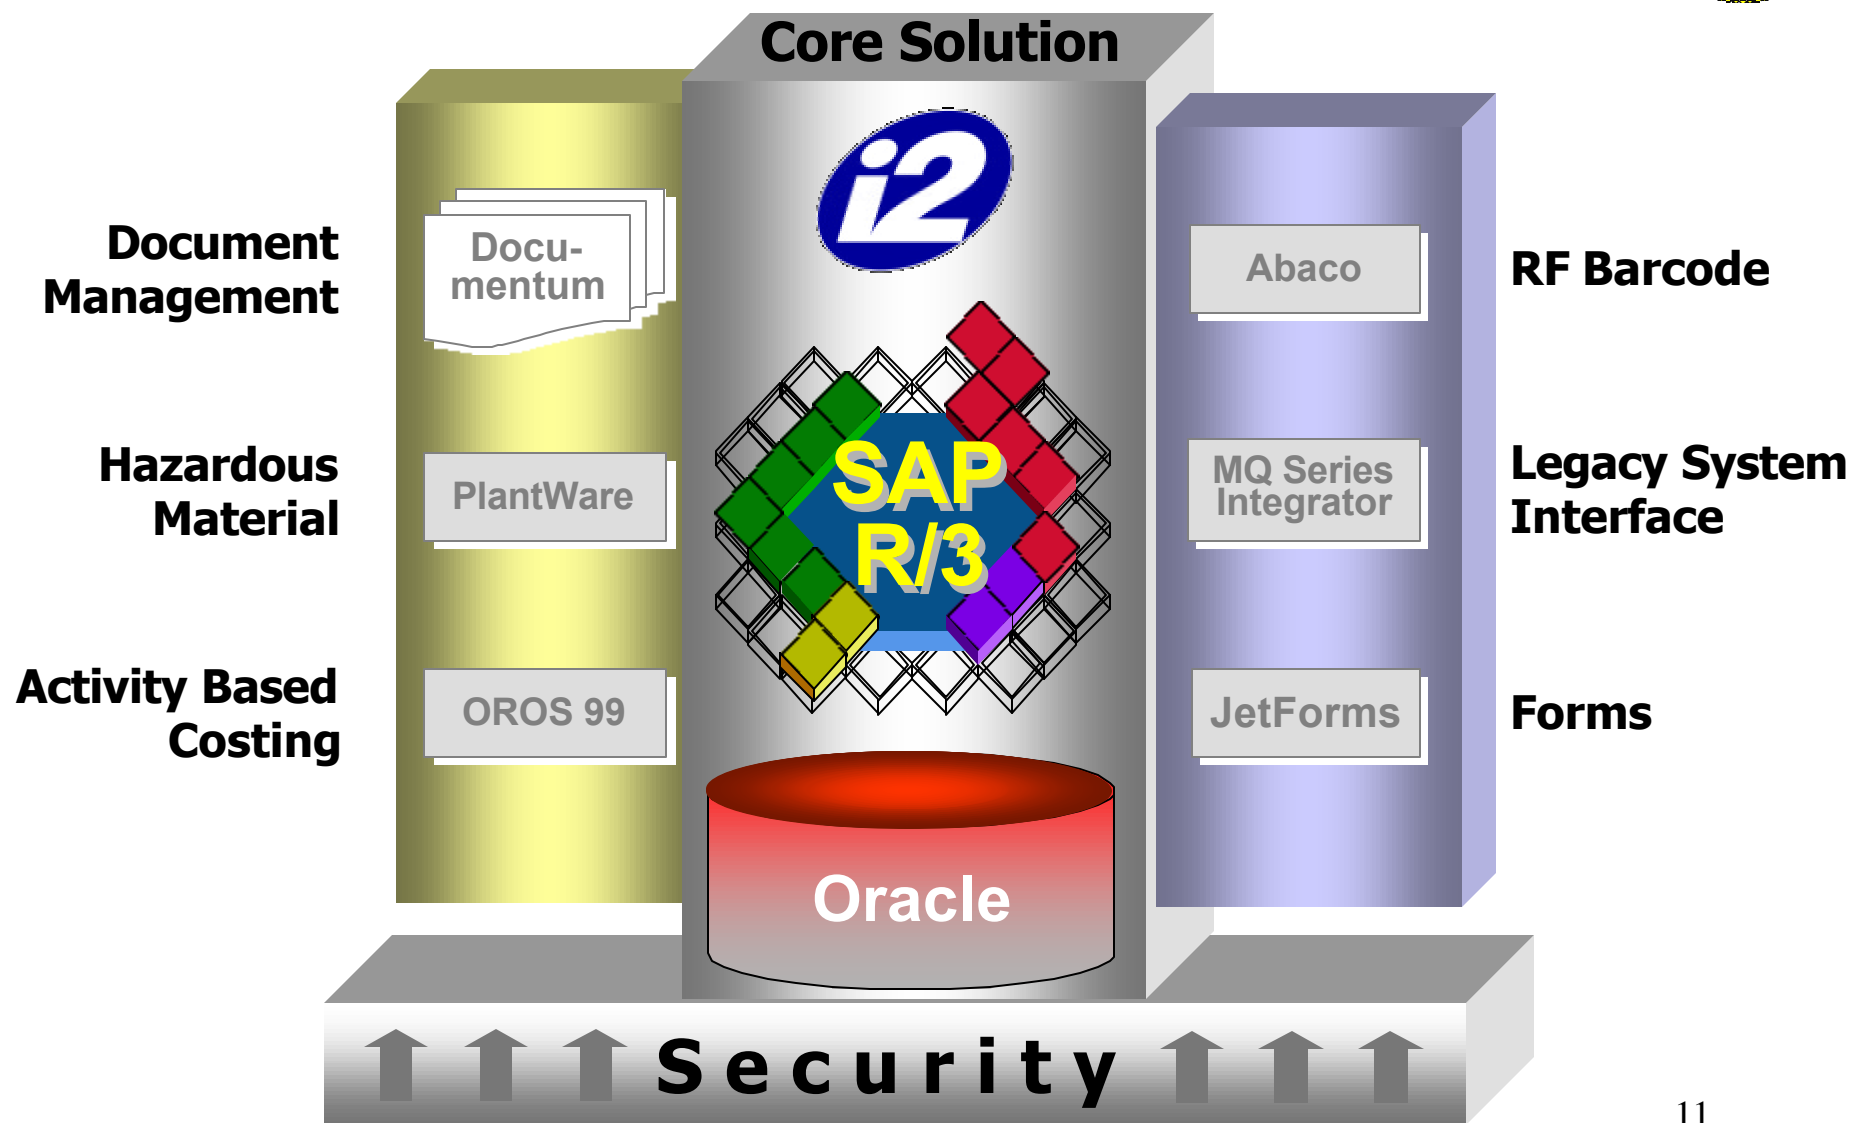 Core Solution
i2
Document
Management
Docu-
mentum
Abaco
RF Barcode
Hazardous
Material
PlantWare
SAP
R/3
MQ Series
Integrator
Legacy System
Interface
Activity Based
Costing
OROS 99
JetForms
Forms
Oracle
Security
11